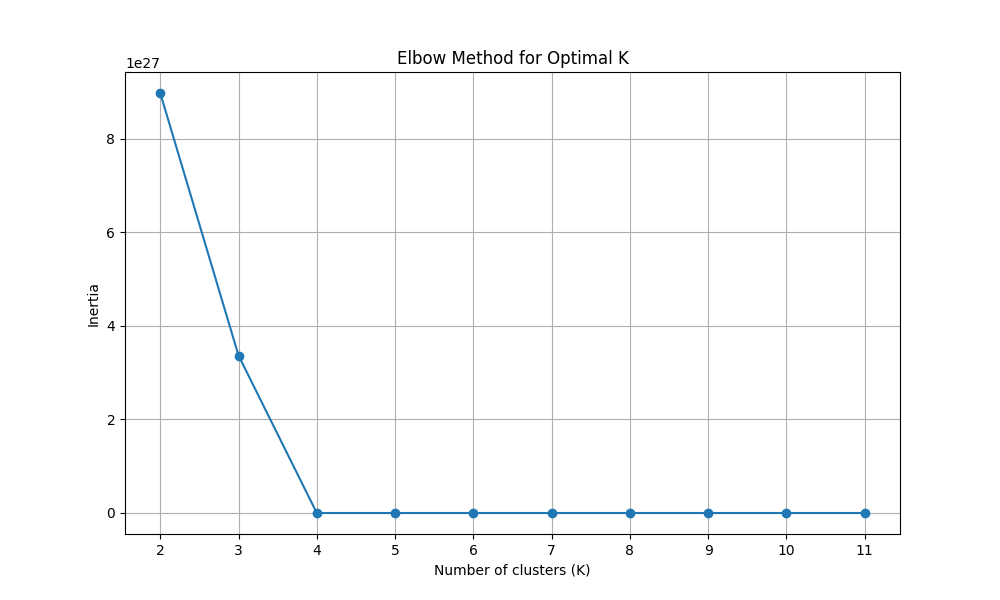 Elbow Method for Optimal K
1e27
8
6
4
2
0
Inertia
2 3 4 5 6 7 8 9 10 11
Number of clusters (K)